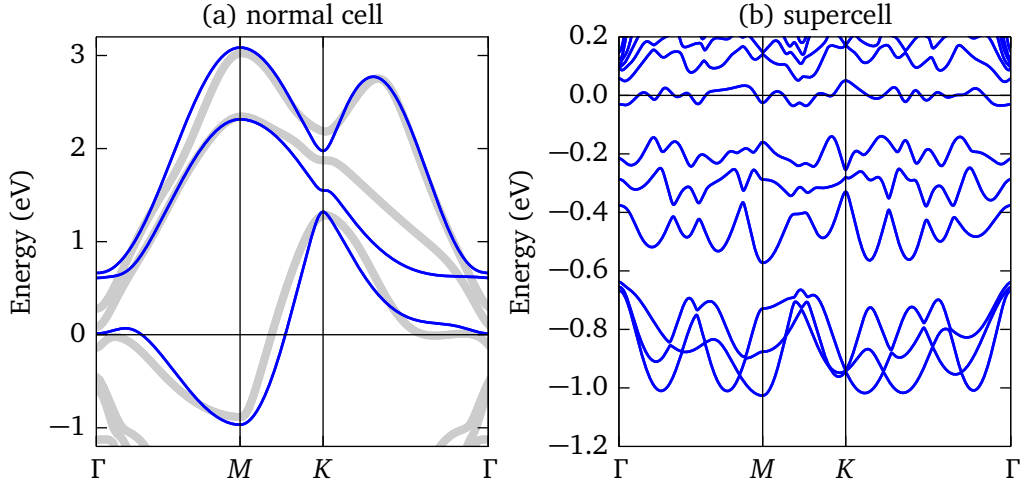 (a) normal cell
Energy (eV)
3
2
1
0
−1
Γ M K Γ
(b) supercell
Energy (eV)
0.2
0.0
−0.2
−0.4
−0.6
−0.8
−1.0
−1.2
Γ M K Γ